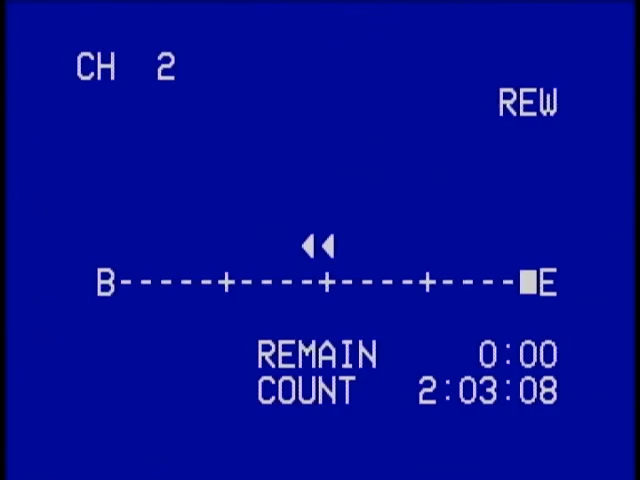 CH 2
REW
B-----+----+----+----■E
REMAIN 0:00
COUNT 2:03:08